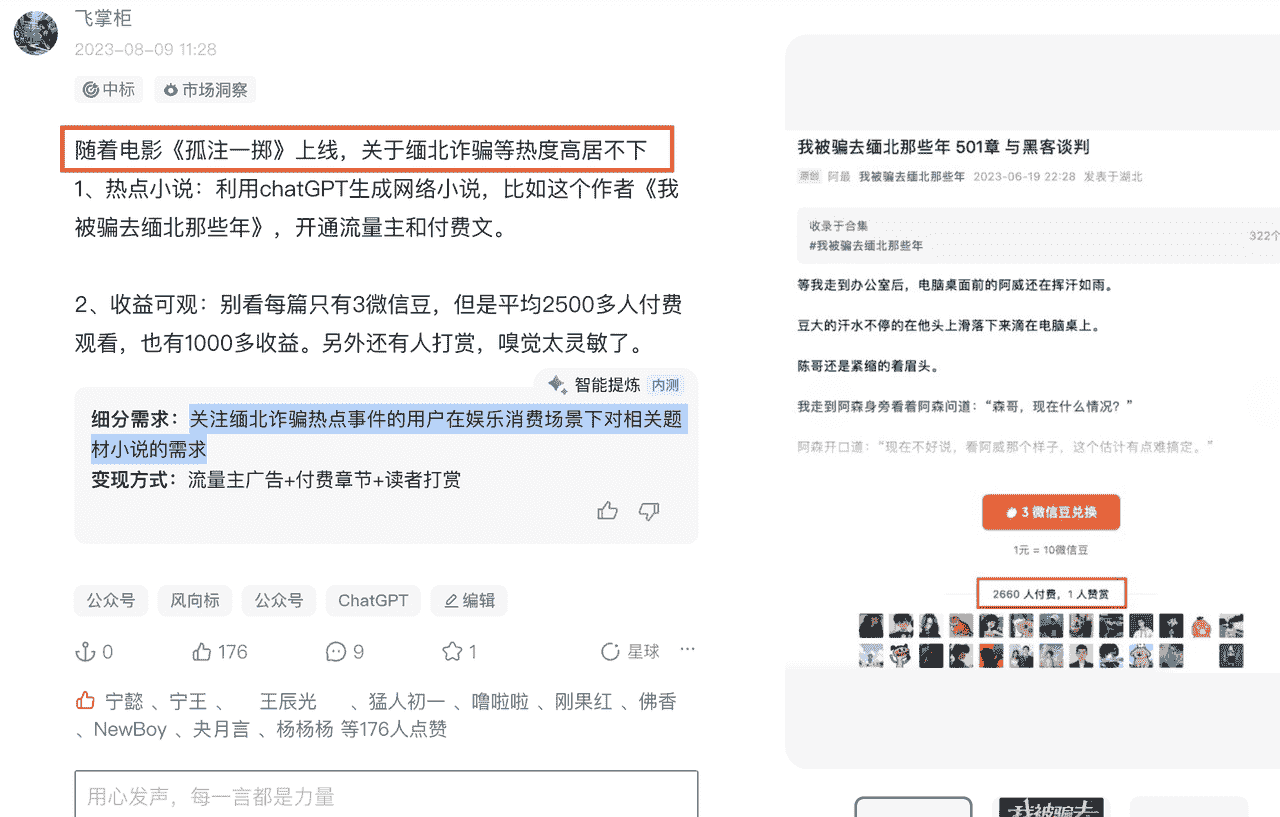 飞掌柜
2023-08-09 11:28
中标
市场洞察
随着电影《孤注一掷》上线，关于缅北诈骗等热度高居不下
1、热点小说：利用chatGPT生成网络小说，比如这个作者《我
被骗去缅北那些年》，开通流量主和付费文。
2、收益可观：别看每篇只有3微信豆，但是平均2500多人付费
观看，也有1000多收益。另外还有人打赏，嗅觉太灵敏了。
智能提炼 内测
细分需求：关注缅北诈骗热点事件的用户在娱乐消费场景下对相关题
材小说的需求
变现方式：流量主广告+付费章节+读者打赏
公众号 风向标 公众号 ChatGPT 编辑
0 176 9 1 星球 ...
宁懿 、宁王 、 王辰光 、猛人初一 、噜啦啦 、刚果红 、佛香
、NewBoy 、夬月言 、杨杨杨 等176人点赞
用心发声，每一言都是力量
我被骗去缅北那些年 501章 与黑客谈判
原创 阿最 我被骗去缅北那些年 2023-06-19 22:28 发表于湖北
收录于合集
#我被骗去缅北那些年
322个
等我走到办公室后，电脑桌面前的阿威还在挥汗如雨。
豆大的汗水不停的在他头上滑落下来滴在电脑桌上。
陈哥还是紧缩的着眉头。
我走到阿森身旁看着阿森问道：“森哥，现在什么情况？”
阿森开口道：“现在不好说，看阿威那个样子，这个估计有点难搞定。”
3 微信豆兑换
1元 = 10微信豆
2660 人付费，1 人赞赏
我被骗去